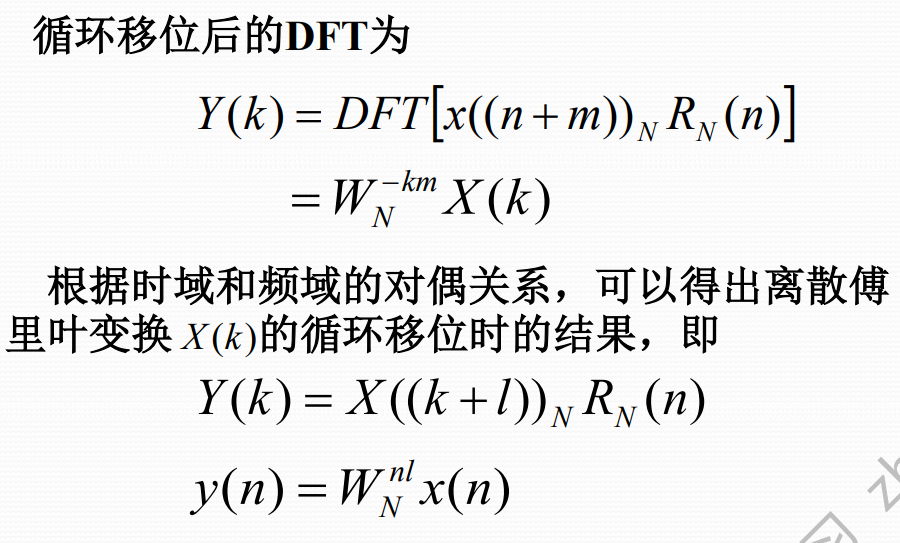 循环移位后的DFT为
Y(k) = DFT[x((n + m))_N R_N(n)]
= W_N^{-km} X(k)
根据时域和频域的对偶关系，可以得出离散傅
里叶变换 X(k)的循环移位时的结果，即
Y(k) = X((k + l))_N R_N(n)
y(n) = W_N^{nl} x(n)